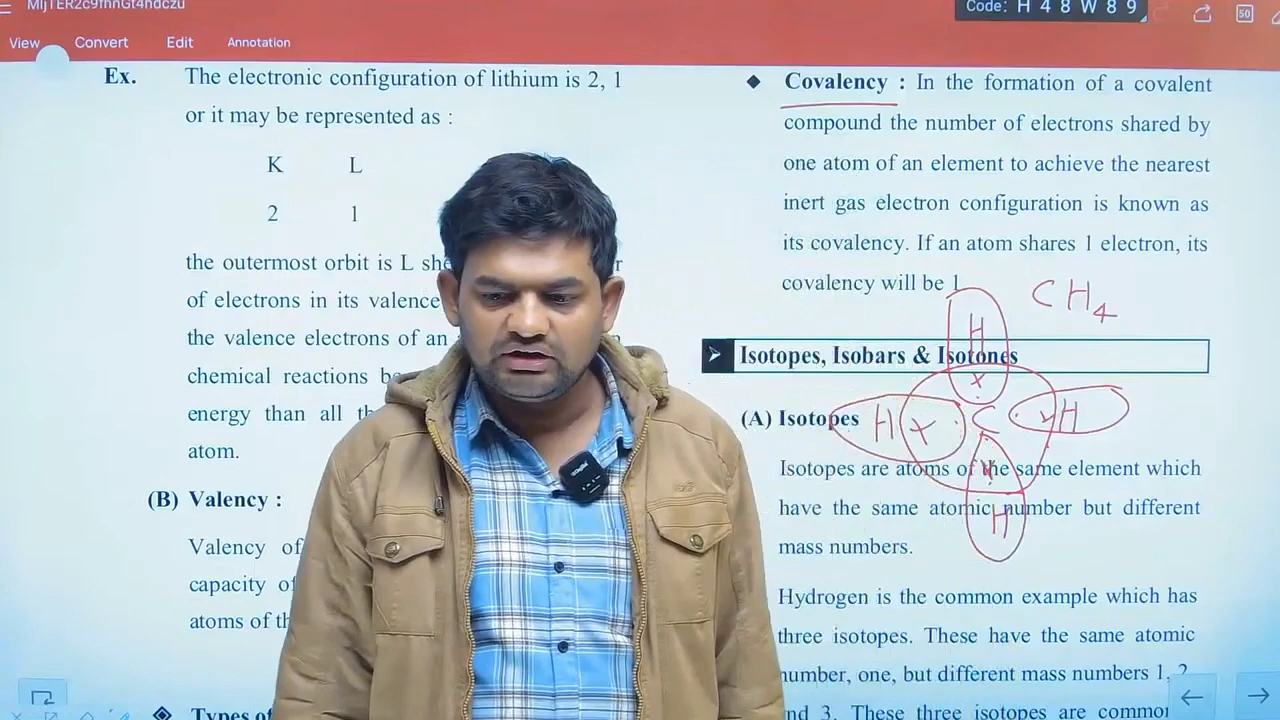 Code: H 4 8 W 8 9
50
View Convert Edit Annotation
Ex. The electronic configuration of lithium is 2, 1
or it may be represented as :
K L
2 1
the outermost orbit is L
of electrons in its valence
the valence electrons of an
chemical reactions
energy than all
atom.
(B) Valency :
Valency of
capacity of
atoms of
Types of
Covalency : In the formation of a covalent
compound the number of electrons shared by
one atom of an element to achieve the nearest
inert gas electron configuration is known as
its covalency. If an atom shares 1 electron, its
covalency will be 1
CH4
H
Isotopes, Isobars & Isotones
x
(A) Isotopes
H x C x H
x
H
Isotopes are atoms of the same element which
have the same atomic number but different
mass numbers.
Hydrogen is the common example which has
three isotopes. These have the same atomic
number, one, but different mass numbers 1, 2
and 3. These three isotopes are common